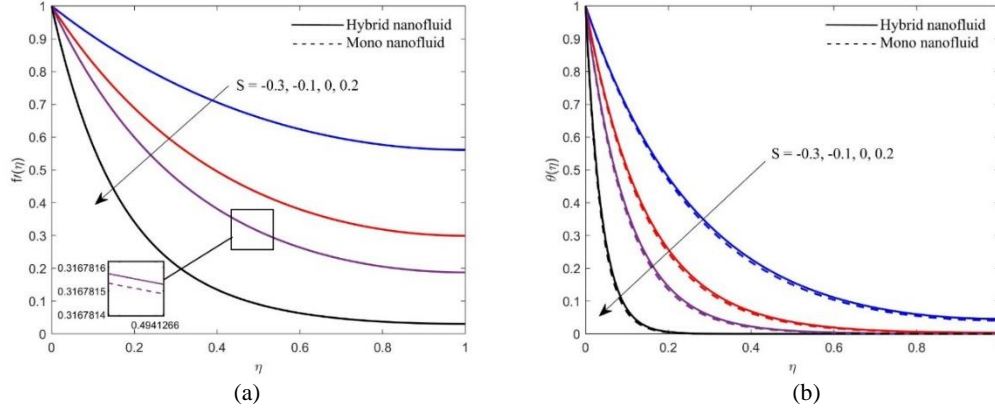 Hybrid nanofluid
Mono nanofluid
S = -0.3, -0.1, 0, 0.2
f′(η)
1
0.9
0.8
0.7
0.6
0.5
0.4
0.3
0.2
0.1
0
0.3167816
0.3167815
0.3167814
0.4941266
0 0.2 0.4 0.6 0.8 1
η
(a)
Hybrid nanofluid
Mono nanofluid
S = -0.3, -0.1, 0, 0.2
θ(η)
1
0.9
0.8
0.7
0.6
0.5
0.4
0.3
0.2
0.1
0
0 0.2 0.4 0.6 0.8 1
η
(b)